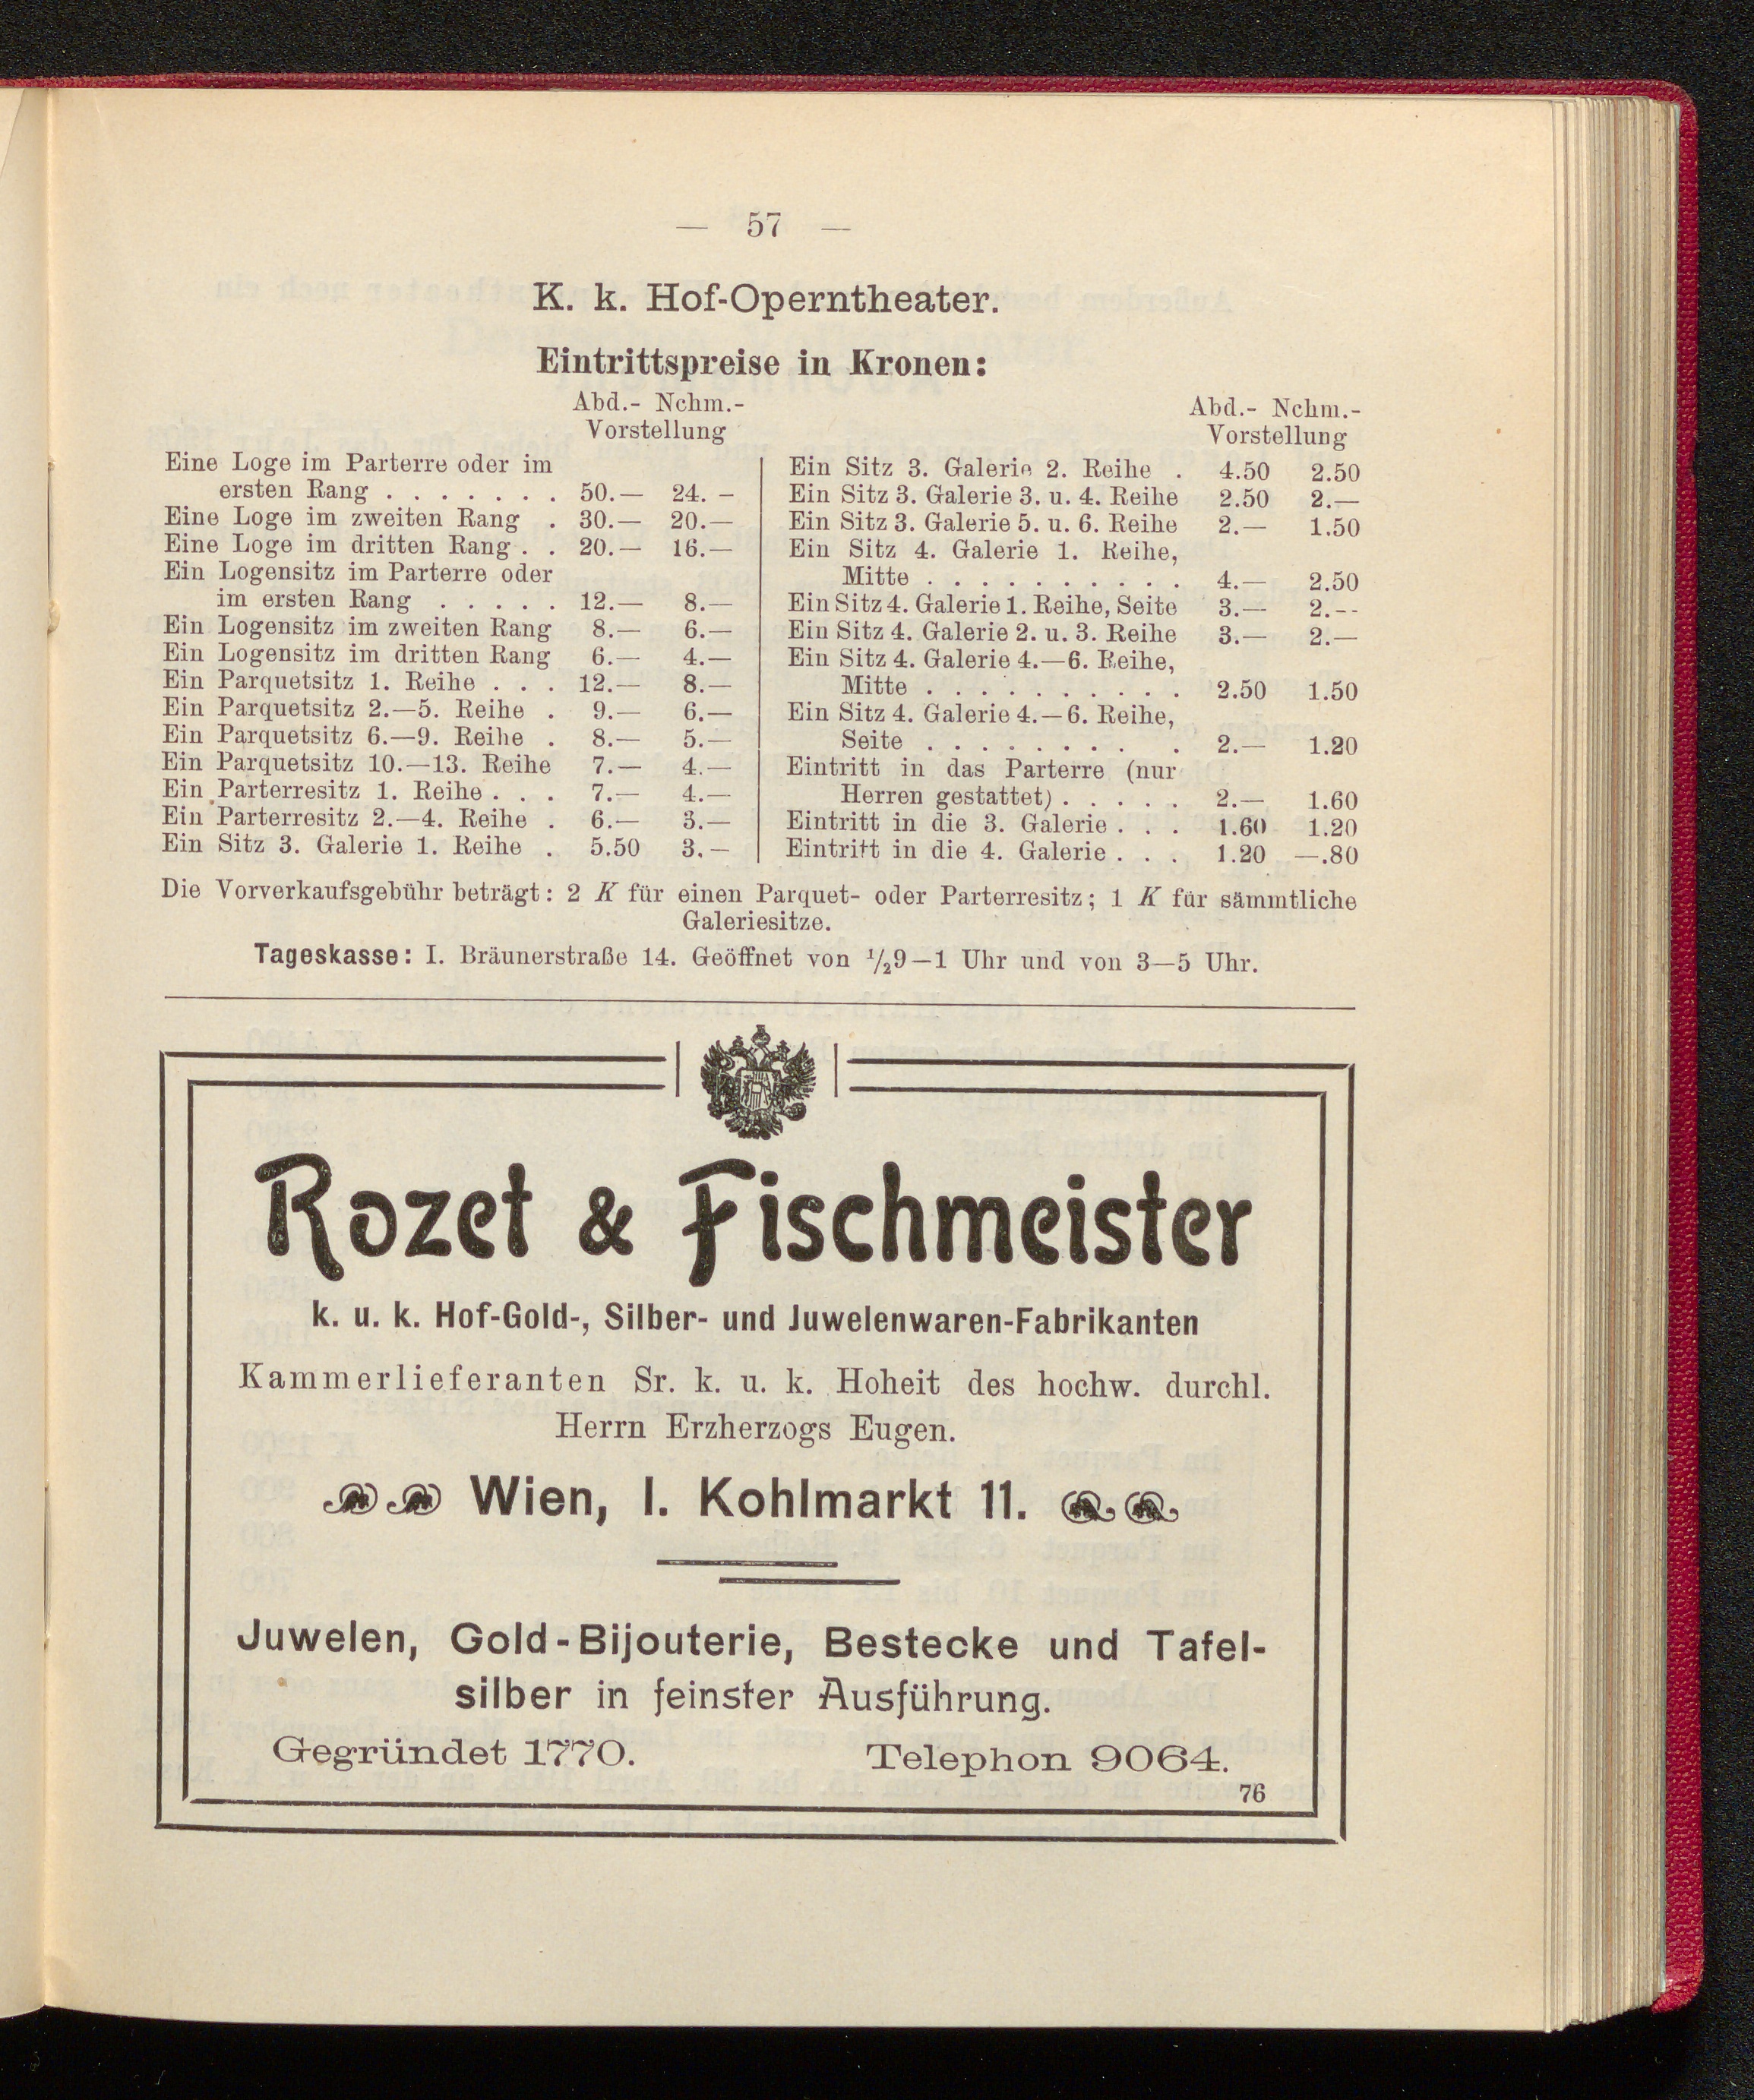 — 57 —
K. k. Hof-Operntheater.
Eintrittspreise in Kronen:
Abd.- Nchm.-
Vorstellung
Eine Loge im Parterre oder im
ersten Rang . . . . . . . 50.— 24. –
Eine Loge im zweiten Rang . 30.— 20.—
Eine Loge im dritten Rang . . 20.— 16.—
Ein Logensitz im Parterre oder
im ersten Rang . . . . . 12.— 8.—
Ein Logensitz im zweiten Rang 8.— 6.—
Ein Logensitz im dritten Rang 6.— 4.—
Ein Parquetsitz 1. Reihe . . . 12.— 8.—
Ein Parquetsitz 2.—5. Reihe . 9.— 6.—
Ein Parquetsitz 6.—9. Reihe . 8.— 5.—
Ein Parquetsitz 10.—13. Reihe 7.— 4.—
Ein Parterresitz 1. Reihe . . . 7.— 4.—
Ein Parterresitz 2.—4. Reihe . 6.— 3.—
Ein Sitz 3. Galerie 1. Reihe . 5.50 3.—
Abd.- Nchm.-
Vorstellung
Ein Sitz 3. Galerie 2. Reihe . 4.50 2.50
Ein Sitz 3. Galerie 3. u. 4. Reihe 2.50 2.—
Ein Sitz 3. Galerie 5. u. 6. Reihe 2.— 1.50
Ein Sitz 4. Galerie 1. Reihe,
Mitte . . . . . . . . . . 4.— 2.50
Ein Sitz 4. Galerie 1. Reihe, Seite 3.— 2.--
Ein Sitz 4. Galerie 2. u. 3. Reihe 3.— 2.—
Ein Sitz 4. Galerie 4.—6. Reihe,
Mitte . . . . . . . . . . 2.50 1.50
Ein Sitz 4. Galerie 4.—6. Reihe,
Seite . . . . . . . . . 2.— 1.20
Eintritt in das Parterre (nur
Herren gestattet) . . . . . 2.— 1.60
Eintritt in die 3. Galerie . . . 1.60 1.20
Eintritt in die 4. Galerie . . . 1.20 —.80
Die Vorverkaufsgebühr beträgt: 2 K für einen Parquet- oder Parterresitz; 1 K für sämmtliche
Galeriesitze.
Tageskasse: I. Bräunerstraße 14. Geöffnet von ½9—1 Uhr und von 3—5 Uhr.
Rozet & Fischmeister
k. u. k. Hof-Gold-, Silber- und Juwelenwaren-Fabrikanten
Kammerlieferanten Sr. k. u. k. Hoheit des hochw. durchl.
Herrn Erzherzogs Eugen.
Wien, I. Kohlmarkt 11.
Juwelen, Gold-Bijouterie, Bestecke und Tafel-
silber in feinster Ausführung.
Gegründet 1770. Telephon 9064.
76